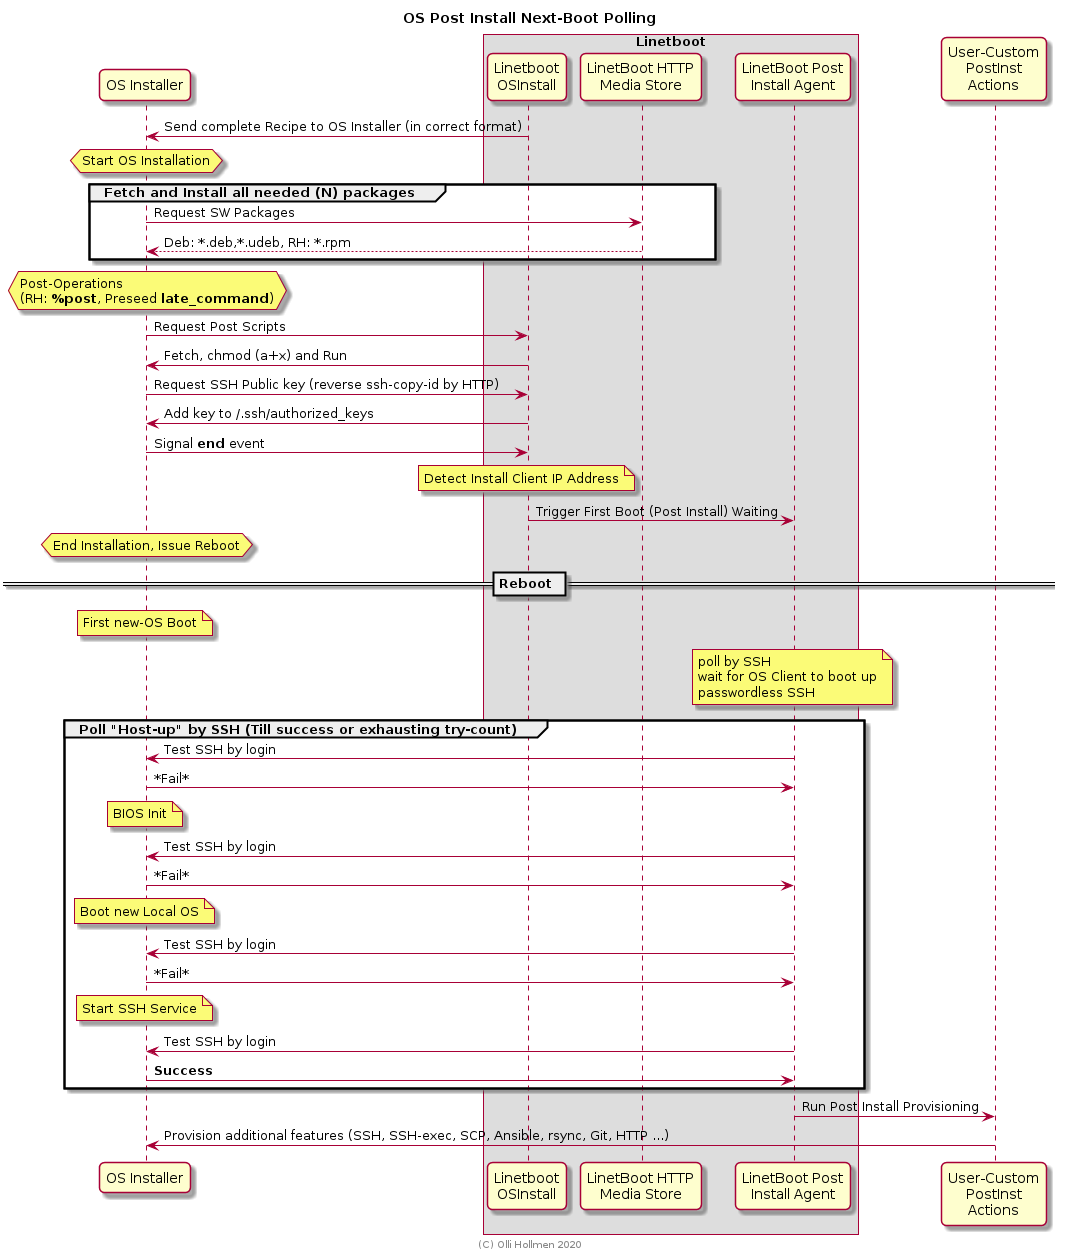 OS Post Install Next-Boot Polling
Linetboot
OS Installer
Linetboot
OSInstall
LinetBoot HTTP
Media Store
LinetBoot Post
Install Agent
User-Custom
PostInst
Actions
Send complete Recipe to OS Installer (in correct format)
Start OS Installation
Fetch and Install all needed (N) packages
Request SW Packages
Deb: *.deb,*.udeb, RH: *.rpm
Post-Operations
(RH: %post, Preseed late_command)
Request Post Scripts
Fetch, chmod (a+x) and Run
Request SSH Public key (reverse ssh-copy-id by HTTP)
Add key to /.ssh/authorized_keys
Signal end event
Detect Install Client IP Address
Trigger First Boot (Post Install) Waiting
End Installation, Issue Reboot
Reboot
First new-OS Boot
poll by SSH
wait for OS Client to boot up
passwordless SSH
Poll "Host-up" by SSH (Till success or exhausting try-count)
Test SSH by login
*Fail*
BIOS Init
Test SSH by login
*Fail*
Boot new Local OS
Test SSH by login
*Fail*
Start SSH Service
Test SSH by login
Success
Run Post Install Provisioning
Provision additional features (SSH, SSH-exec, SCP, Ansible, rsync, Git, HTTP ...)
OS Installer
Linetboot
OSInstall
LinetBoot HTTP
Media Store
LinetBoot Post
Install Agent
User-Custom
PostInst
Actions
(C) Olli Hollmen 2020